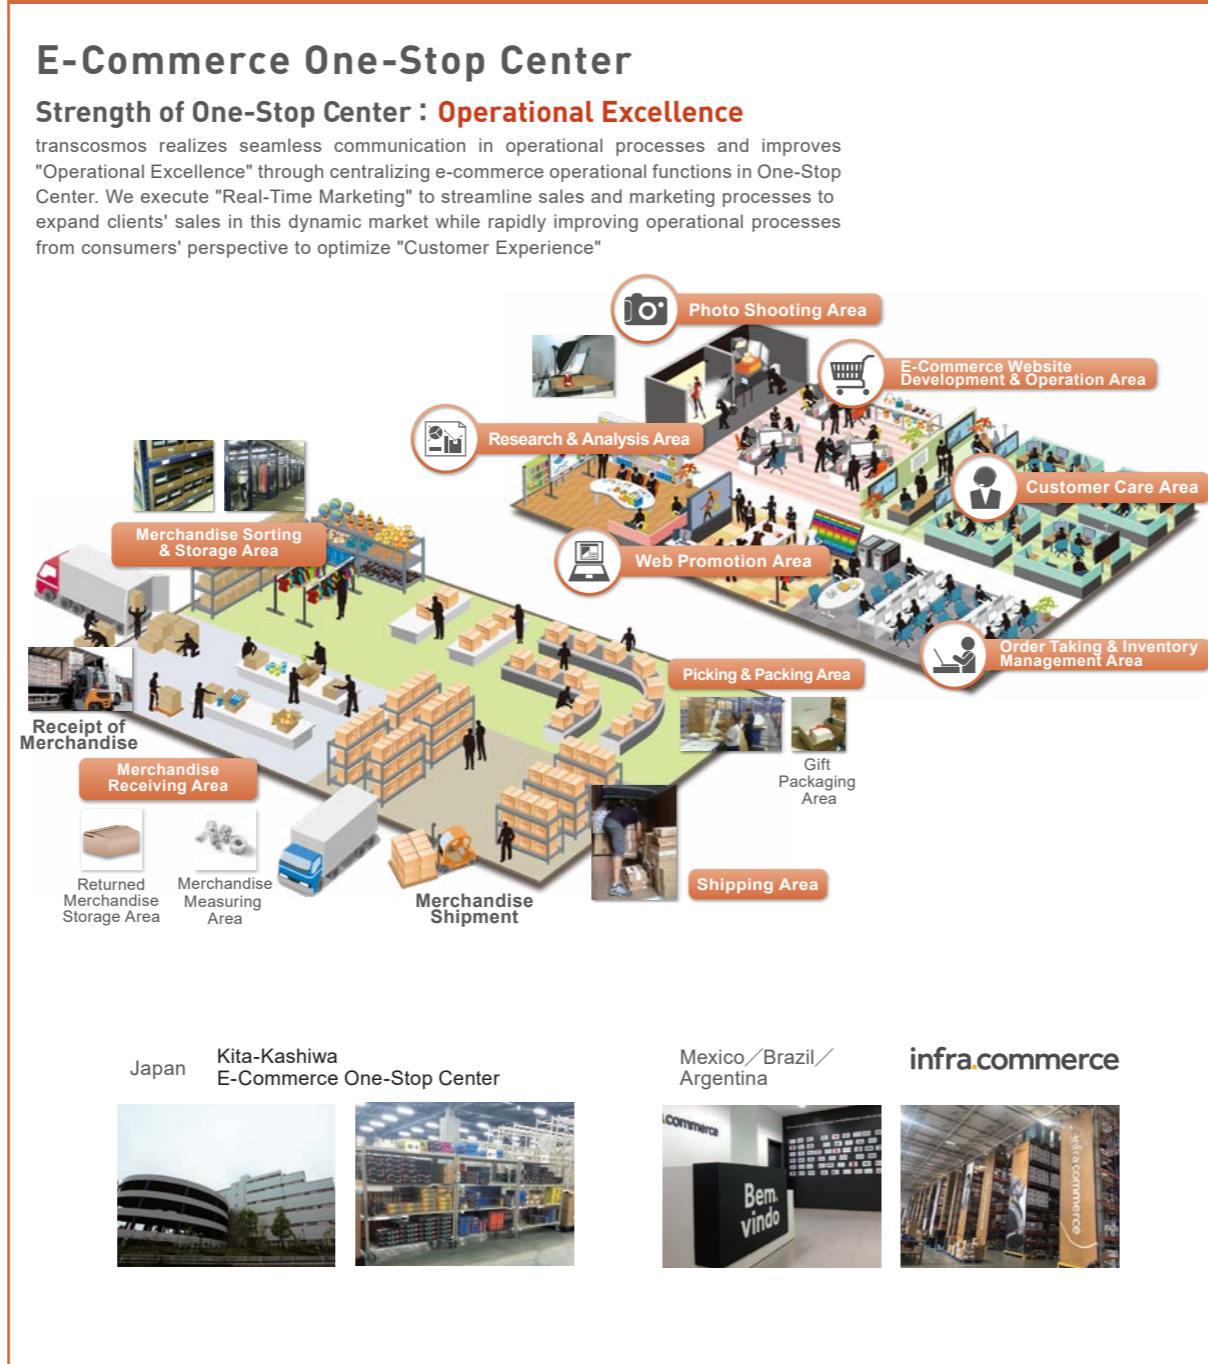 E-Commerce One-Stop Center
Strength of One-Stop Center : Operational Excellence
transcosmos realizes seamless communication in operational processes and improves
"Operational Excellence" through centralizing e-commerce operational functions in One-Stop
Center. We execute "Real-Time Marketing" to streamline sales and marketing processes to
expand clients' sales in this dynamic market while rapidly improving operational processes
from consumers' perspective to optimize "Customer Experience"
Photo Shooting Area
E-Commerce Website
Development & Operation Area
Research & Analysis Area
Customer Care Area
Merchandise Sorting
& Storage Area
Web Promotion Area
Order Taking & Inventory
Management Area
Picking & Packing Area
Receipt of
Merchandise
Gift
Packaging
Area
Merchandise
Receiving Area
Returned
Merchandise
Storage Area
Merchandise
Measuring
Area
Merchandise
Shipment
Shipping Area
Japan
Kita-Kashiwa
E-Commerce One-Stop Center
Mexico／Brazil／
Argentina
infra.commerce
.commerce
Bem.
vindo
infra.commerce